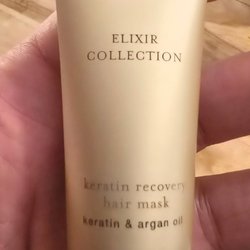 ELIXIR
COLLECTION
keratin recovery
hair mask
keratin & argan oil